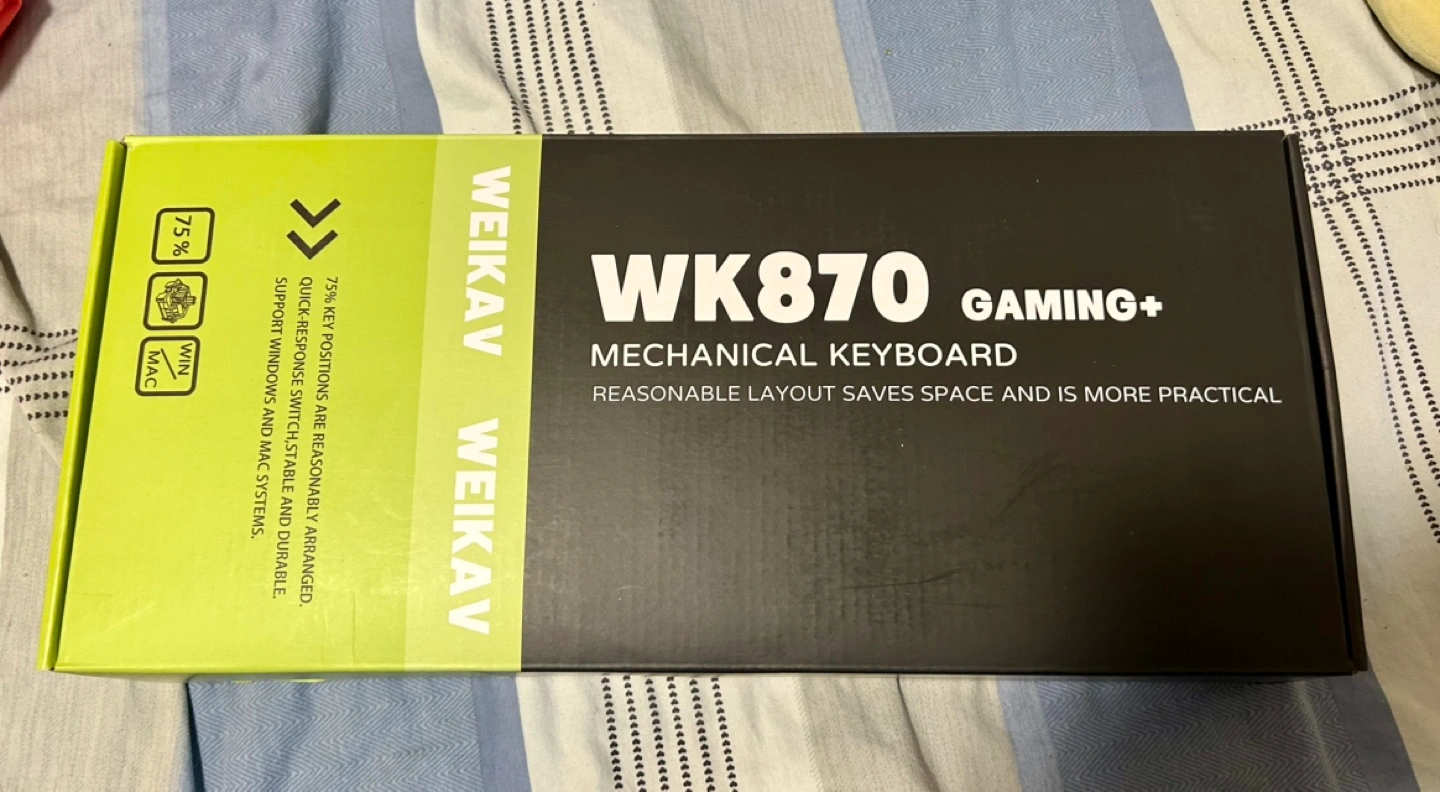 WK870 GAMING+
MECHANICAL KEYBOARD
REASONABLE LAYOUT SAVES SPACE AND IS MORE PRACTICAL
WEIKAV WEIKAV
75% KEY POSITIONS ARE REASONABLY ARRANGED.
QUICK-RESPONSE SWITCH,STABLE AND DURABLE.
SUPPORT WINDOWS AND MAC SYSTEMS.
75%
WIN
MAC